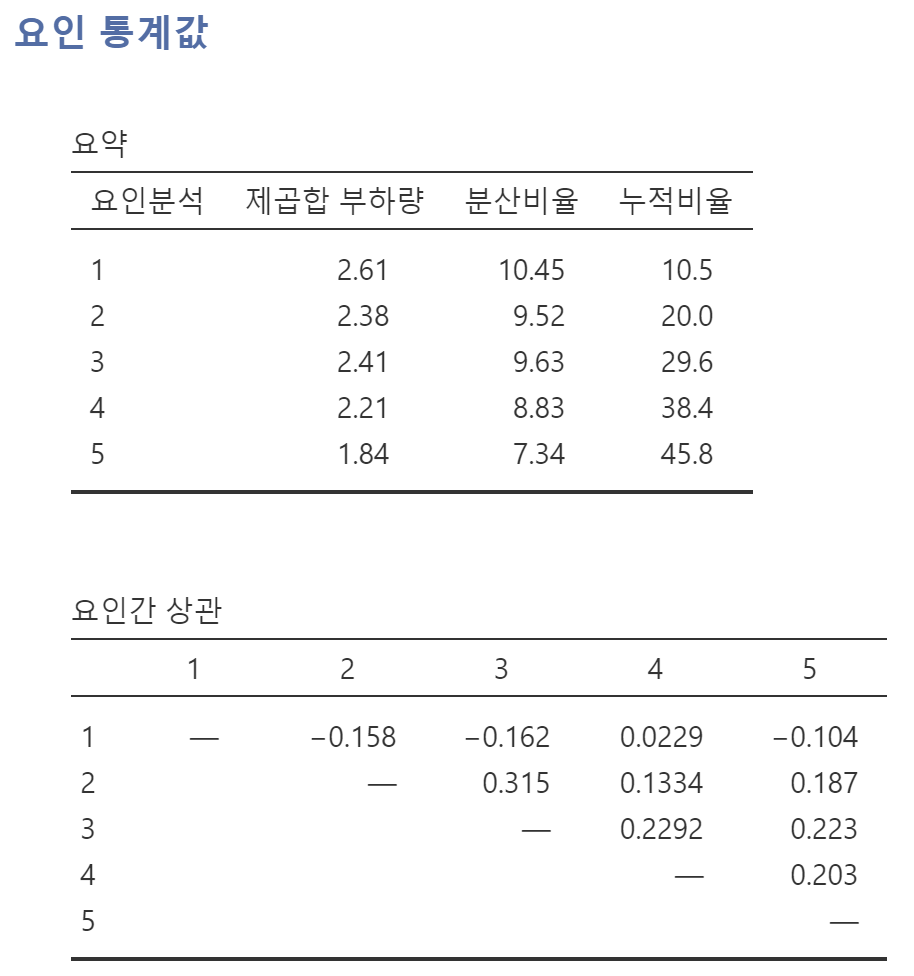 요인 통계값
요약
요인분석 제곱합 부하량 분산비율 누적비율
1 2.61 10.45 10.5
2 2.38 9.52 20.0
3 2.41 9.63 29.6
4 2.21 8.83 38.4
5 1.84 7.34 45.8
요인간 상관
1 2 3 4 5
1 — −0.158 −0.162 0.0229 −0.104
2 — 0.315 0.1334 0.187
3 — 0.2292 0.223
4 — 0.203
5 —